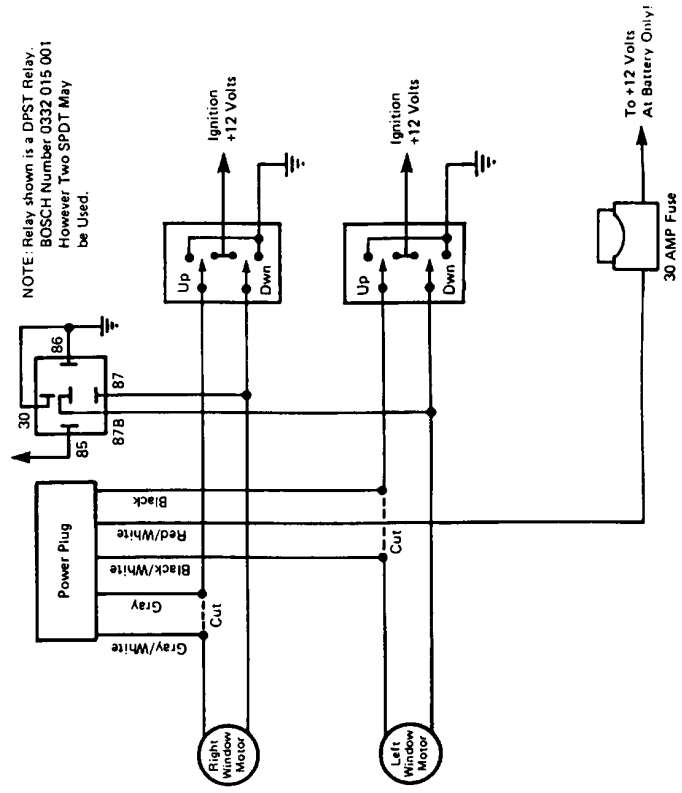 NOTE: Relay shown is a DPST Relay.
BOSCH Number 0332 015 001
However Two SPDT May
be Used.
Ignition
+12 Volts
Ignition
+12 Volts
To +12 Volts
At Battery Only!
30 AMP Fuse
Up
Dwn
Up
Dwn
86
30
87
87B
85
Power Plug
Black
Red/White
Black/White
Gray
Gray/White
Cut
Cut
Right
Window
Motor
Left
Window
Motor